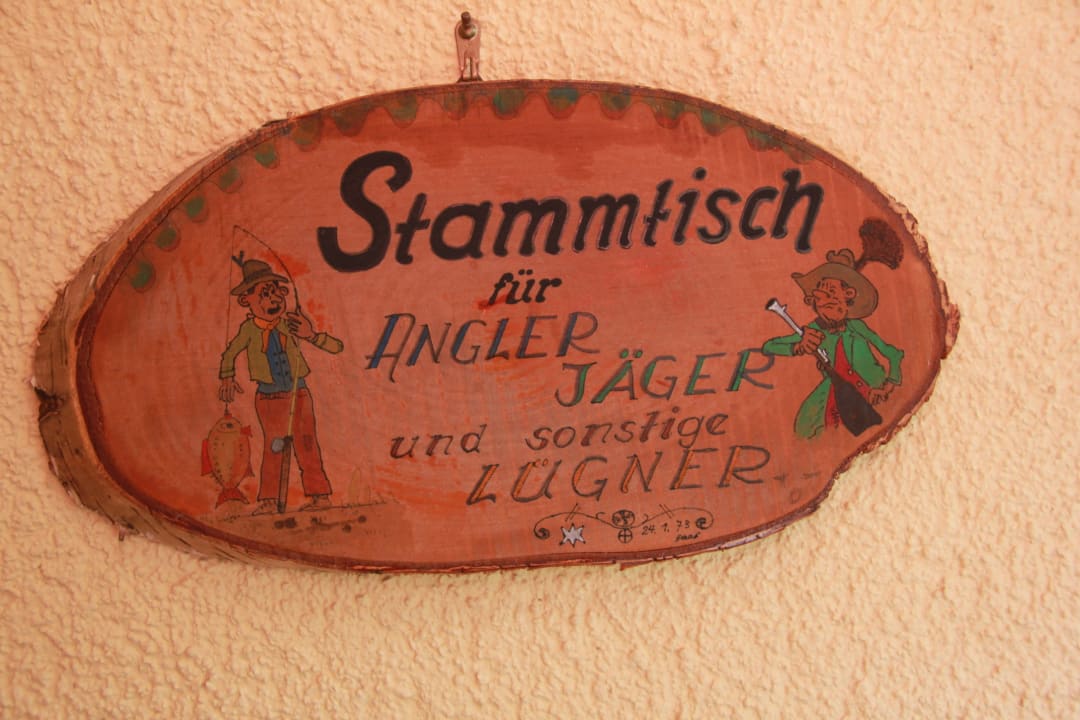 Stammtisch
für
ANGLER
JÄGER
und sonstige
LÜGNER
24.1.73